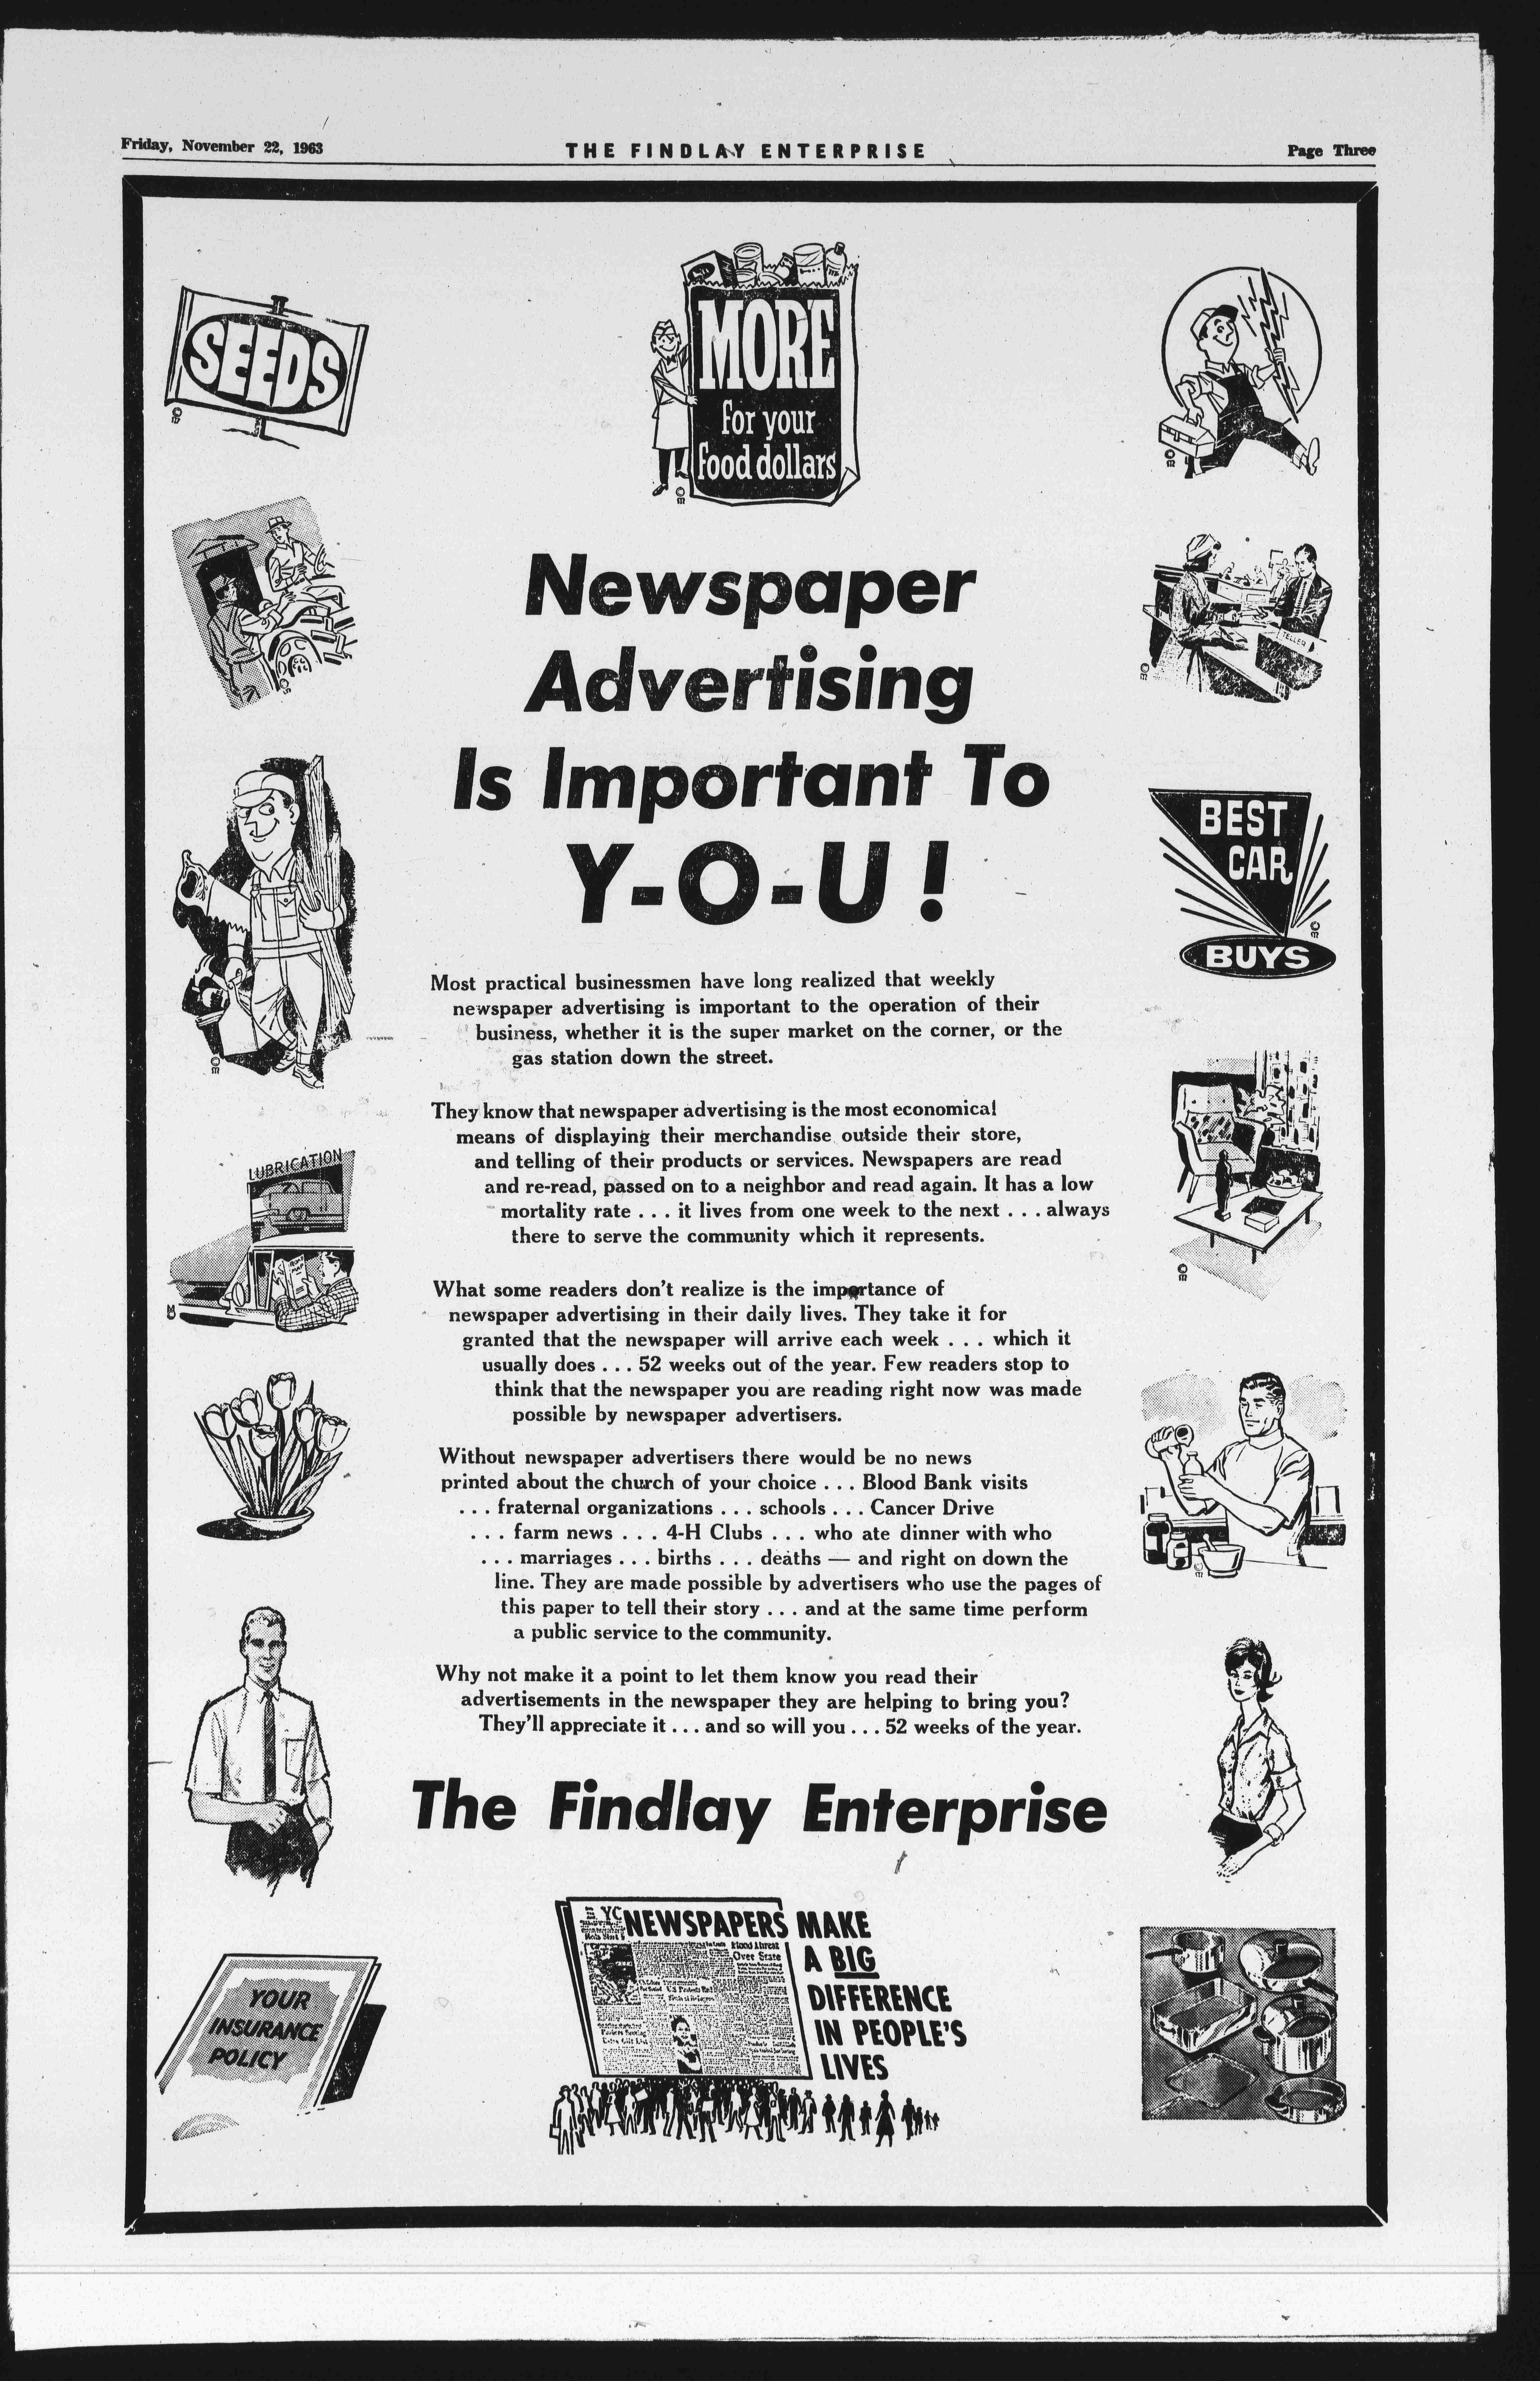 Friday, November 22, 1963
THE FINDLAY ENTERPRISE
Page Three
SEEDS
MORE
for your
food dollars
TELLER
BEST
CAR
BUYS
LUBRICATION
Newspaper
Advertising
Is Important To
Y-O-U!
Most practical businessmen have long realized that weekly
newspaper advertising is important to the operation of their
business, whether it is the super market on the corner, or the
gas station down the street.
They know that newspaper advertising is the most economical
means of displaying their merchandise outside their store,
and telling of their products or services. Newspapers are read
and re-read, passed on to a neighbor and read again. It has a low
mortality rate . . . it lives from one week to the next . . . always
there to serve the community which it represents.
What some readers don't realize is the importance of
newspaper advertising in their daily lives. They take it for
granted that the newspaper will arrive each week . . . which it
usually does . . . 52 weeks out of the year. Few readers stop to
think that the newspaper you are reading right now was made
possible by newspaper advertisers.
Without newspaper advertisers there would be no news
printed about the church of your choice . . . Blood Bank visits
. . . fraternal organizations . . . schools . . . Cancer Drive
. . . farm news . . . 4-H Clubs . . . who ate dinner with who
. . . marriages . . . births . . . deaths — and right on down the
line. They are made possible by advertisers who use the pages of
this paper to tell their story . . . and at the same time perform
a public service to the community.
Why not make it a point to let them know you read their
advertisements in the newspaper they are helping to bring you?
They'll appreciate it . . . and so will you . . . 52 weeks of the year.
The Findlay Enterprise
YOUR
INSURANCE
POLICY
NEWSPAPERS MAKE
A BIG
DIFFERENCE
IN PEOPLE'S
LIVES
Over State